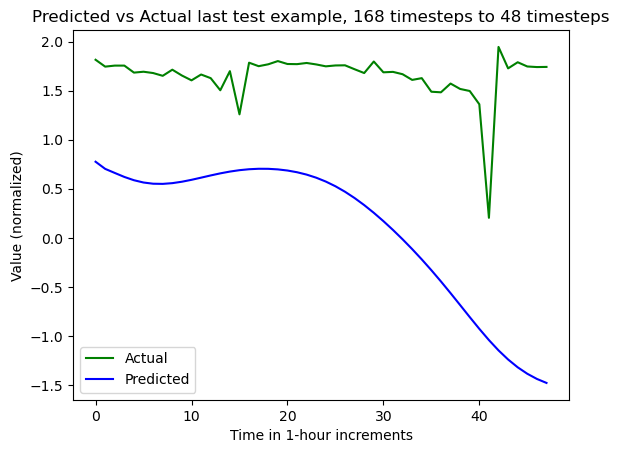 Predicted vs Actual last test example, 168 timesteps to 48 timesteps
2.0
1.5
1.0
0.5
0.0
−0.5
−1.0
−1.5
Value (normalized)
Actual
Predicted
0
10
20
30
40
Time in 1-hour increments